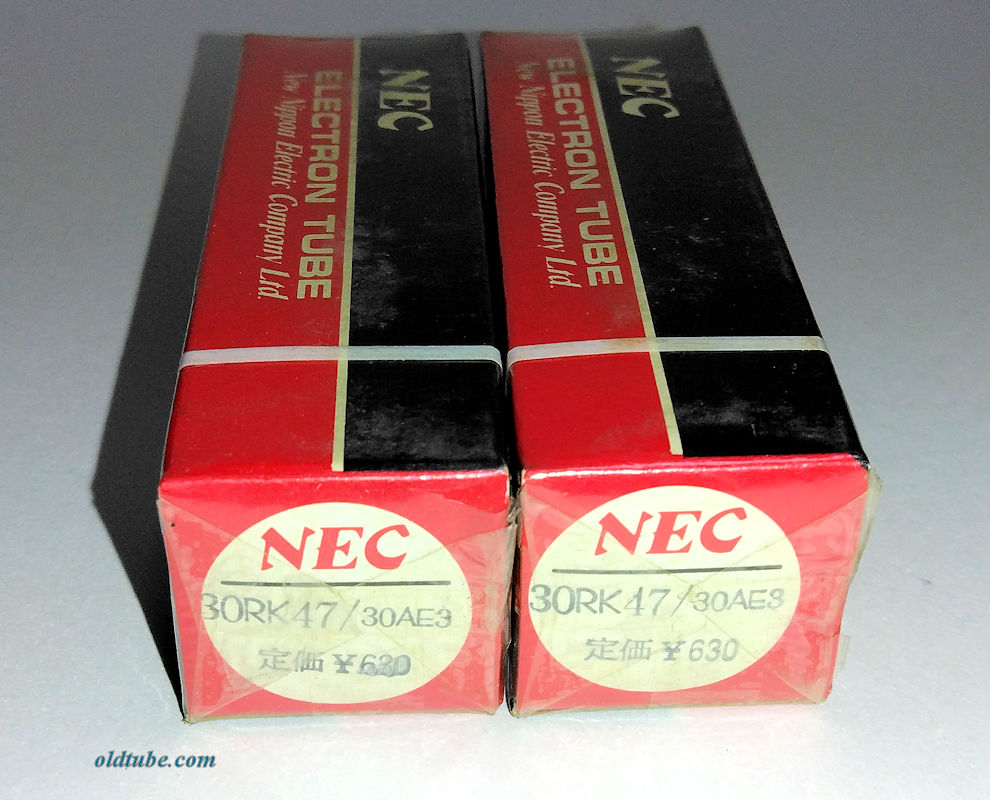 NEC
ELECTRON TUBE
New Nippon Electric Company Ltd.
NEC
ELECTRON TUBE
New Nippon Electric Company Ltd.
NEC
30RK47/30AE3
定価¥630
NEC
30RK47/30AE3
定価¥630
oldtube.com